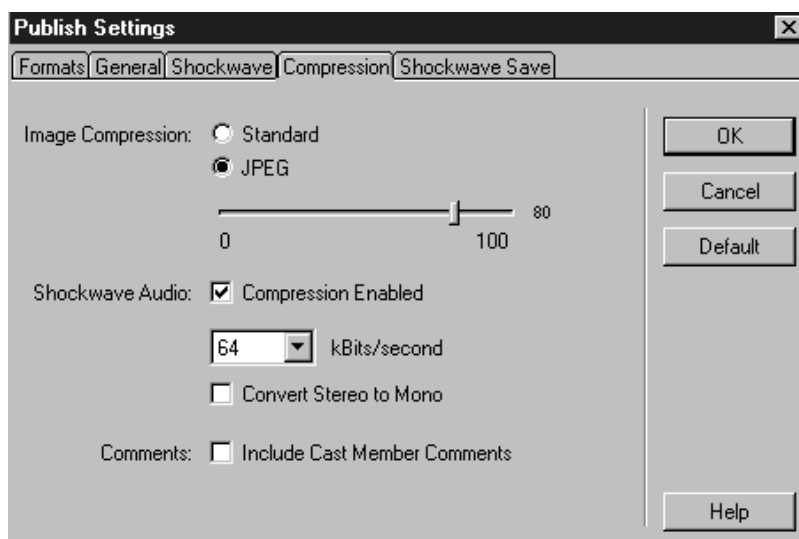 Publish Settings
Formats General Shockwave Compression Shockwave Save
Image Compression: Standard
JPEG
80
0 100
Shockwave Audio: Compression Enabled
64 kBits/second
Convert Stereo to Mono
Comments: Include Cast Member Comments
OK
Cancel
Default
Help